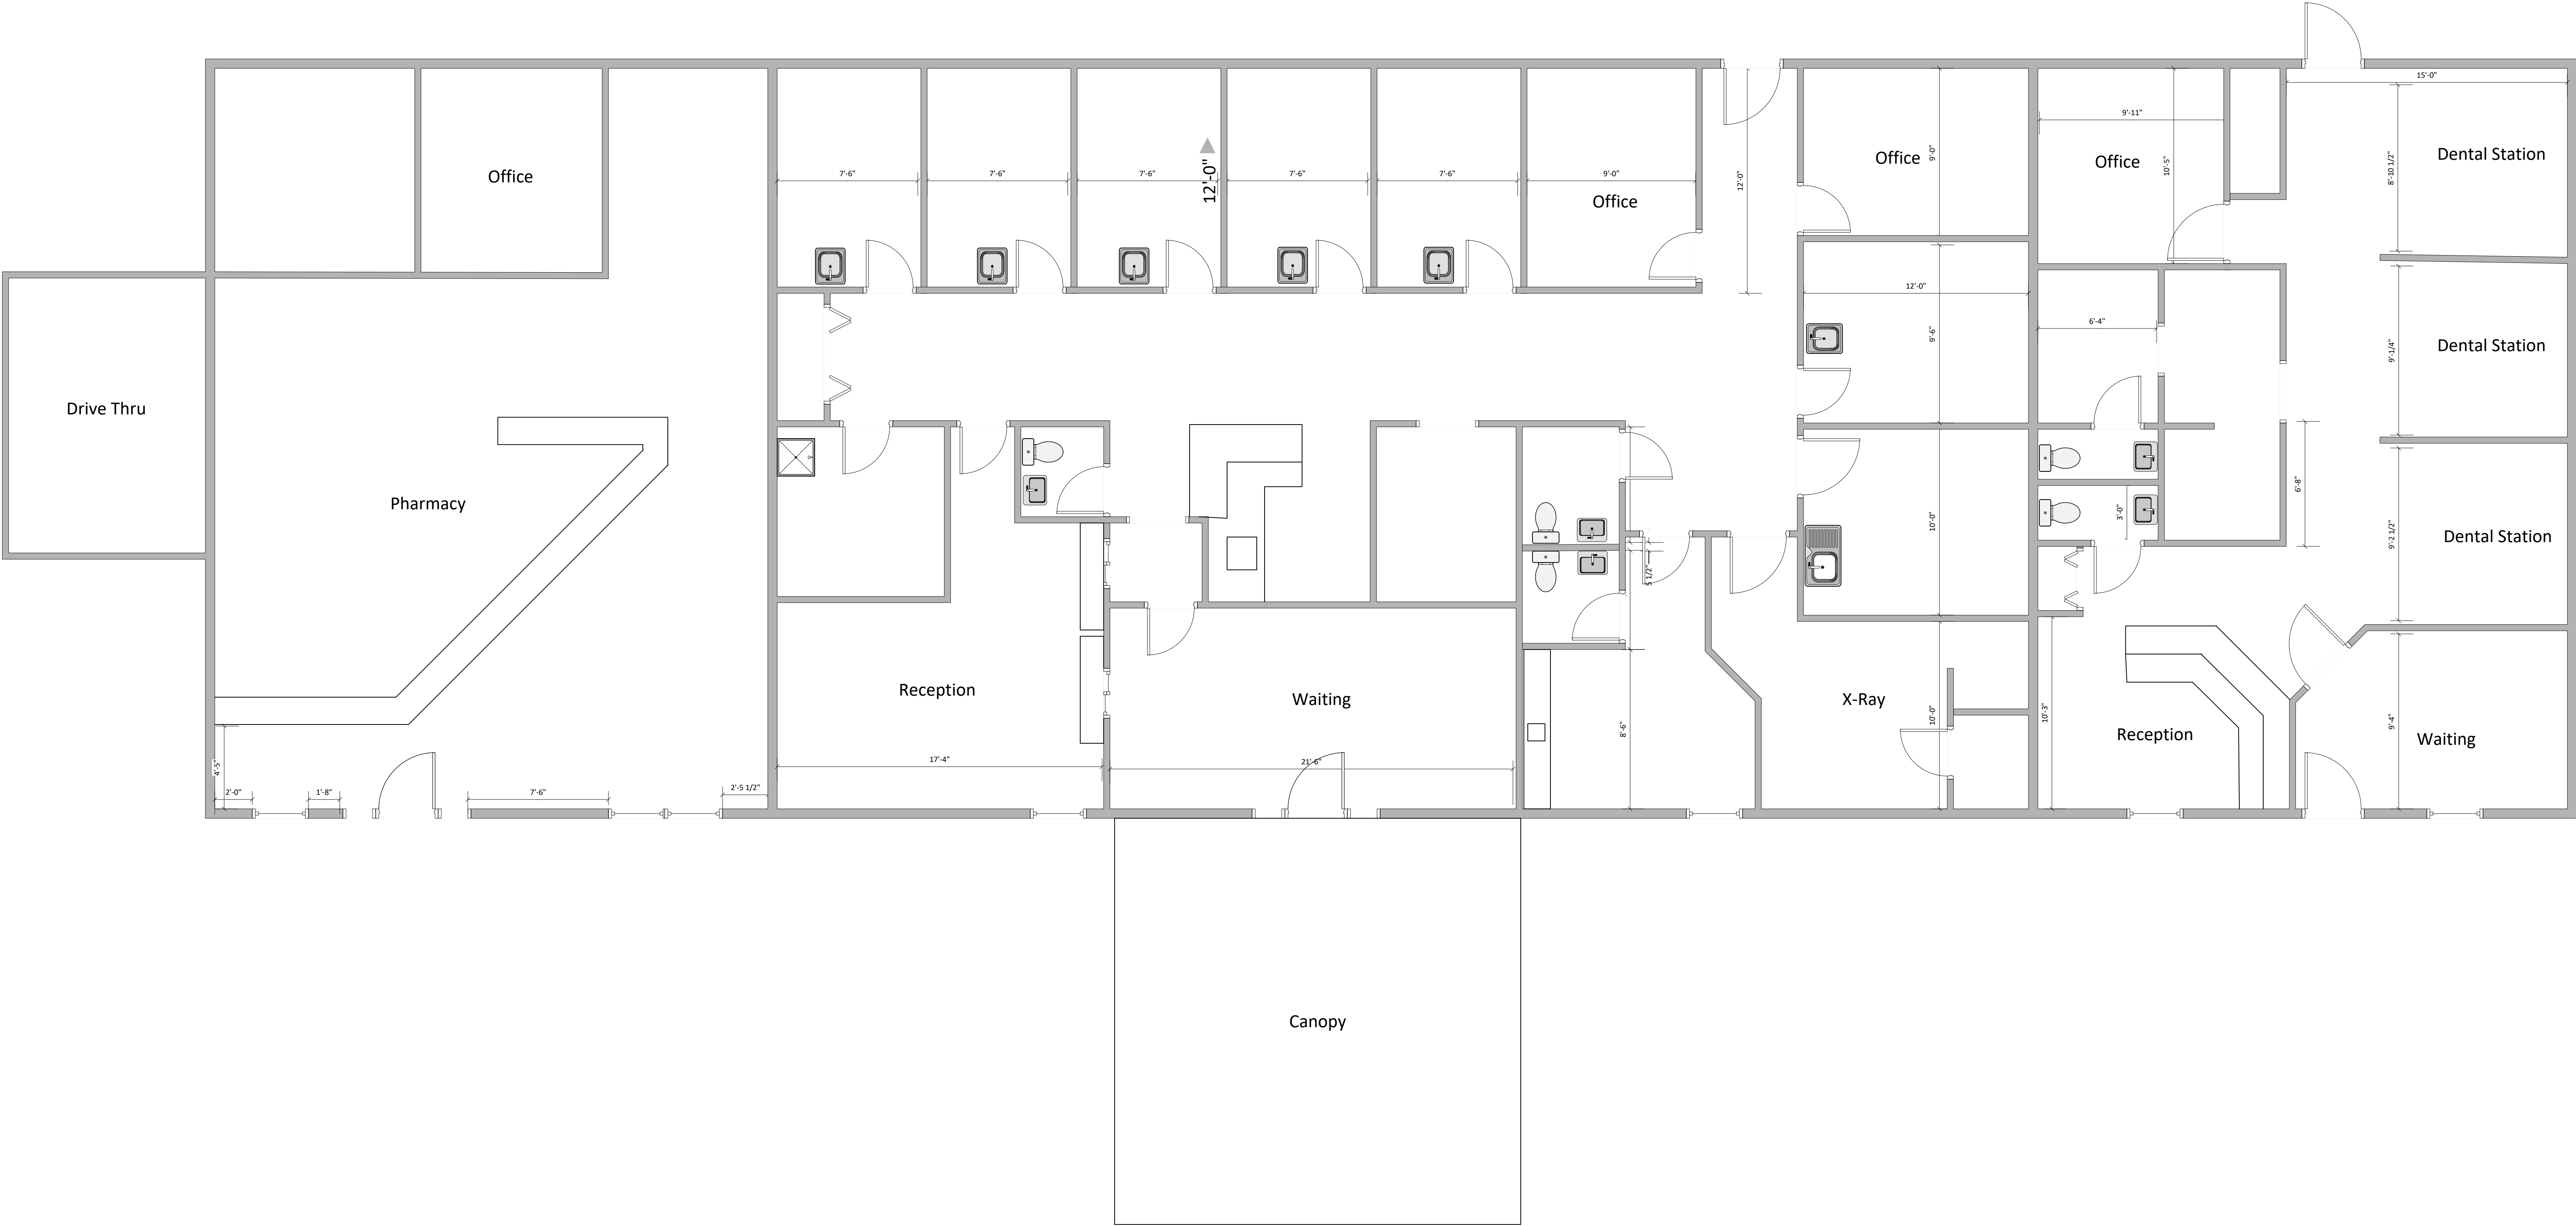 15'-0"
9'-11"
Office
Office
Office
Dental Station
7'-6"
7'-6"
7'-6"
7'-6"
7'-6"
9'-0"
Office
12'-0"
12'-0"
9'-0"
10'-5"
8'-10 1/2"
12'-0"
6'-4"
9'-6"
9'-1/4"
Dental Station
Drive Thru
Pharmacy
10'-0"
3'-0"
6'-8"
9'-2 1/2"
Dental Station
5 1/2"
Reception
Waiting
X-Ray
8'-6"
10'-0"
10'-3"
Reception
9'-4"
Waiting
4'-5"
17'-4"
21'-6"
2'-0"
1'-8"
7'-6"
2'-5 1/2"
Canopy